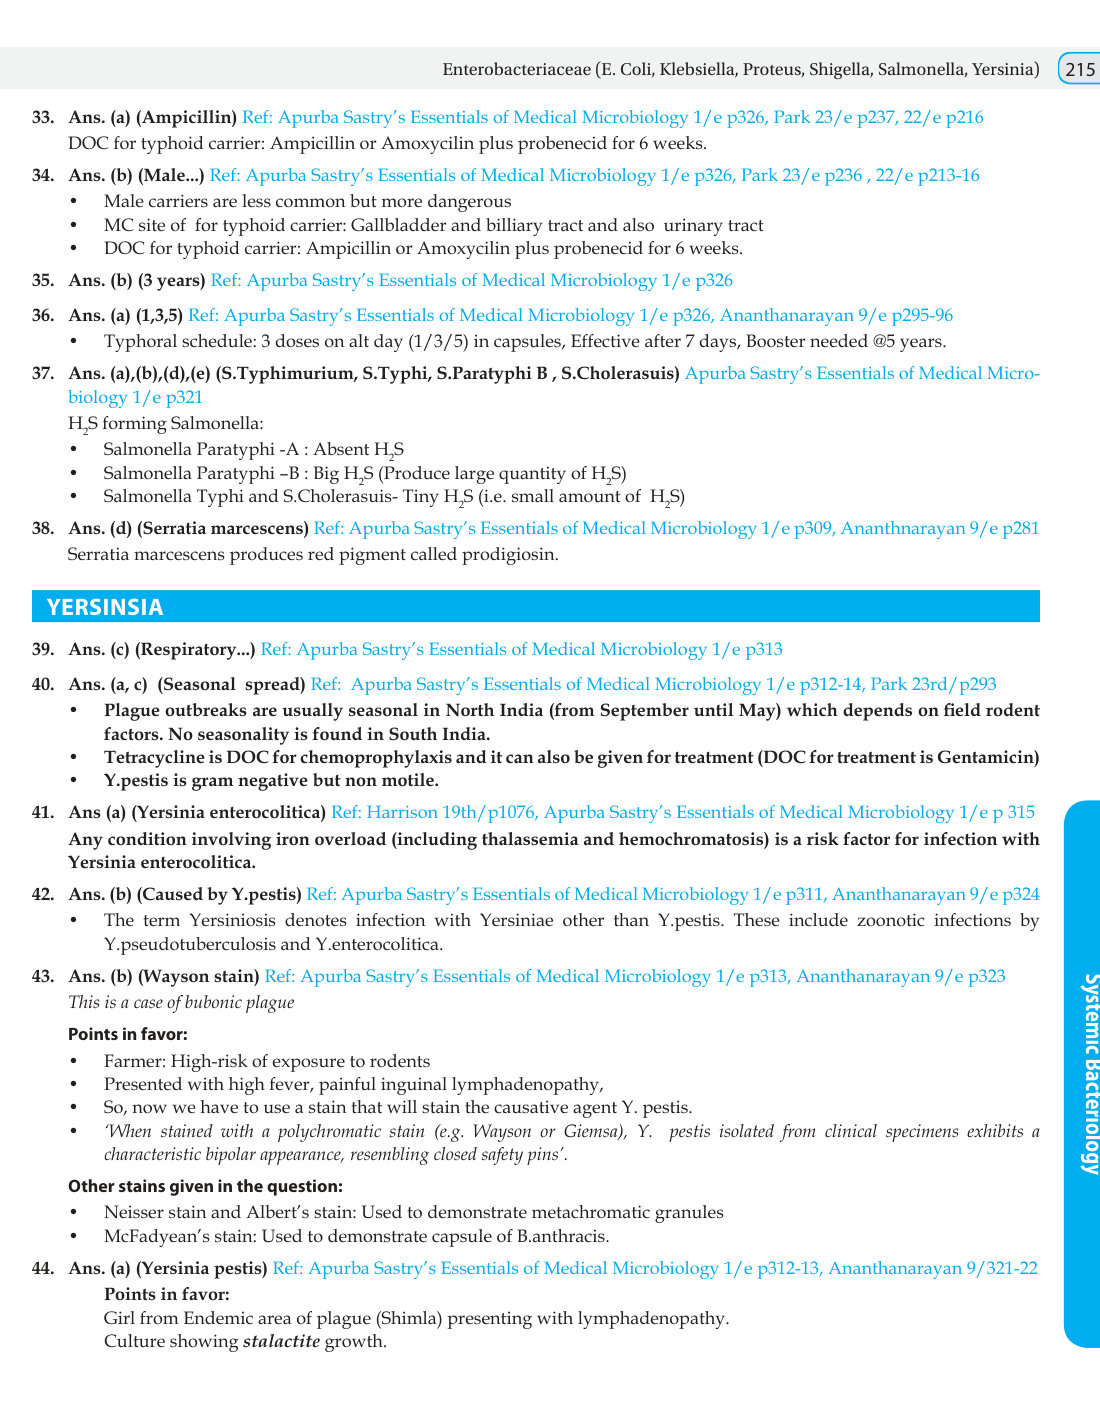 Enterobacteriaceae (E. Coli, Klebsiella, Proteus, Shigella, Salmonella, Yersinia) 215
33. Ans. (a) (Ampicillin) Ref: Apurba Sastry’s Essentials of Medical Microbiology 1/e p326, Park 23/e p237, 22/e p216
DOC for typhoid carrier: Ampicillin or Amoxycilin plus probenecid for 6 weeks.
34. Ans. (b) (Male...) Ref: Apurba Sastry’s Essentials of Medical Microbiology 1/e p326, Park 23/e p236 , 22/e p213-16
• Male carriers are less common but more dangerous
• MC site of for typhoid carrier: Gallbladder and billiary tract and also urinary tract
• DOC for typhoid carrier: Ampicillin or Amoxycilin plus probenecid for 6 weeks.
35. Ans. (b) (3 years) Ref: Apurba Sastry’s Essentials of Medical Microbiology 1/e p326
36. Ans. (a) (1,3,5) Ref: Apurba Sastry’s Essentials of Medical Microbiology 1/e p326, Ananthanarayan 9/e p295-96
• Typhoral schedule: 3 doses on alt day (1/3/5) in capsules, Effective after 7 days, Booster needed @5 years.
37. Ans. (a),(b),(d),(e) (S.Typhimurium, S.Typhi, S.Paratyphi B , S.Cholerasuis) Apurba Sastry’s Essentials of Medical Micro-
biology 1/e p321
H2S forming Salmonella:
• Salmonella Paratyphi -A : Absent H2S
• Salmonella Paratyphi –B : Big H2S (Produce large quantity of H2S)
• Salmonella Typhi and S.Cholerasuis- Tiny H2S (i.e. small amount of H2S)
38. Ans. (d) (Serratia marcescens) Ref: Apurba Sastry’s Essentials of Medical Microbiology 1/e p309, Ananthnarayan 9/e p281
Serratia marcescens produces red pigment called prodigiosin.
YERSINSIA
39. Ans. (c) (Respiratory...) Ref: Apurba Sastry’s Essentials of Medical Microbiology 1/e p313
40. Ans. (a, c) (Seasonal spread) Ref: Apurba Sastry’s Essentials of Medical Microbiology 1/e p312-14, Park 23rd/p293
• Plague outbreaks are usually seasonal in North India (from September until May) which depends on field rodent
factors. No seasonality is found in South India.
• Tetracycline is DOC for chemoprophylaxis and it can also be given for treatment (DOC for treatment is Gentamicin)
• Y.pestis is gram negative but non motile.
41. Ans (a) (Yersinia enterocolitica) Ref: Harrison 19th/p1076, Apurba Sastry’s Essentials of Medical Microbiology 1/e p 315
Any condition involving iron overload (including thalassemia and hemochromatosis) is a risk factor for infection with
Yersinia enterocolitica.
42. Ans. (b) (Caused by Y.pestis) Ref: Apurba Sastry’s Essentials of Medical Microbiology 1/e p311, Ananthanarayan 9/e p324
• The term Yersiniosis denotes infection with Yersiniae other than Y.pestis. These include zoonotic infections by
Y.pseudotuberculosis and Y.enterocolitica.
43. Ans. (b) (Wayson stain) Ref: Apurba Sastry’s Essentials of Medical Microbiology 1/e p313, Ananthanarayan 9/e p323
This is a case of bubonic plague
Points in favor:
• Farmer: High-risk of exposure to rodents
• Presented with high fever, painful inguinal lymphadenopathy,
• So, now we have to use a stain that will stain the causative agent Y. pestis.
• ‘When stained with a polychromatic stain (e.g. Wayson or Giemsa), Y. pestis isolated from clinical specimens exhibits a
characteristic bipolar appearance, resembling closed safety pins’.
Other stains given in the question:
• Neisser stain and Albert’s stain: Used to demonstrate metachromatic granules
• McFadyean’s stain: Used to demonstrate capsule of B.anthracis.
44. Ans. (a) (Yersinia pestis) Ref: Apurba Sastry’s Essentials of Medical Microbiology 1/e p312-13, Ananthanarayan 9/321-22
Points in favor:
Girl from Endemic area of plague (Shimla) presenting with lymphadenopathy.
Culture showing stalactite growth.
Systemic Bacteriology